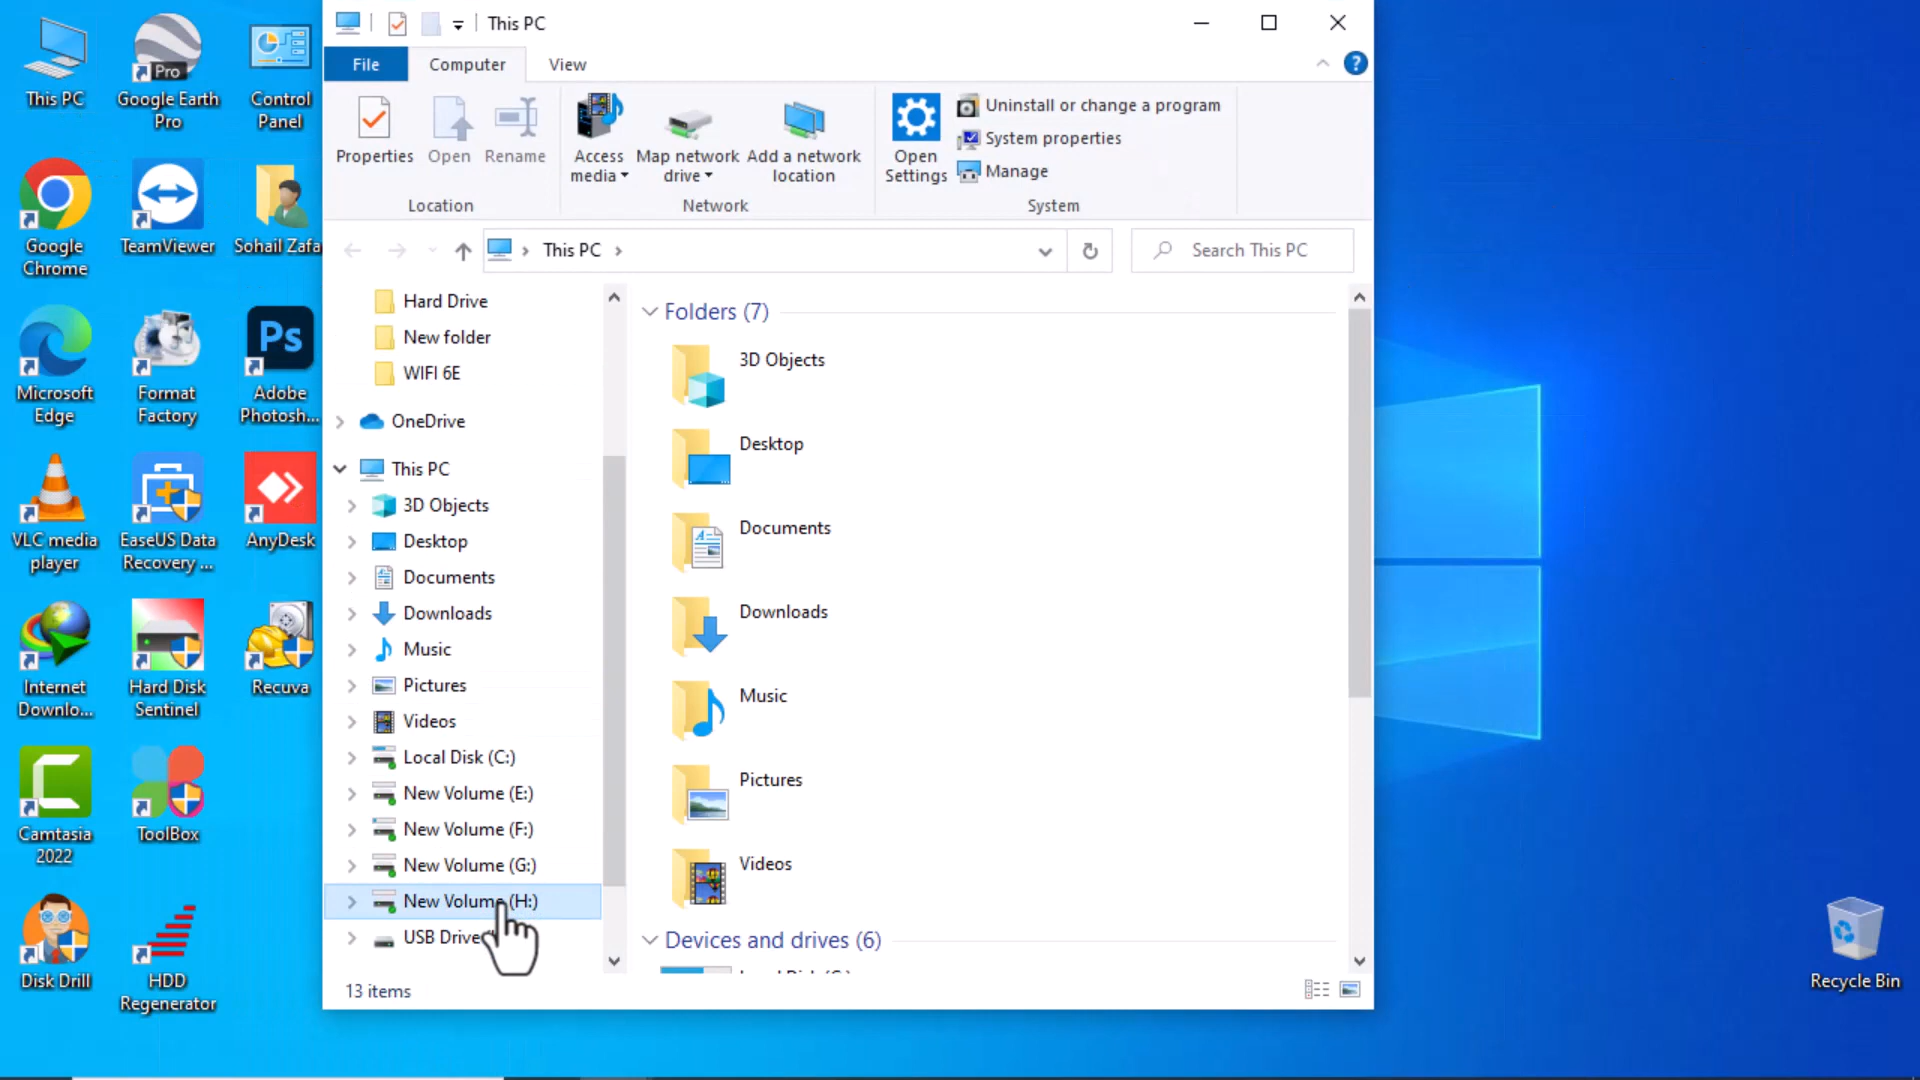 This PC
Google Earth
Pro
Control
Panel
Google
Chrome
TeamViewer
Sohail Zafa
Microsoft
Edge
Format
Factory
Ps
Adobe
Photosh...
VLC media
player
EaseUS Data
Recovery ...
AnyDesk
Internet
Downlo...
Hard Disk
Sentinel
Recuva
Camtasia
2022
ToolBox
Disk Drill
HDD
Regenerator
Recycle Bin
Pro
This PC
File
Computer
View
?
Properties
Open
Rename
Location
Access
media
Map network
drive
Add a network
location
Network
Open
Settings
Uninstall or change a program
System properties
Manage
System
This PC
Search This PC
Hard Drive
New folder
WIFI 6E
OneDrive
This PC
3D Objects
Desktop
Documents
Downloads
Music
Pictures
Videos
Local Disk (C:)
New Volume (E:)
New Volume (F:)
New Volume (G:)
New Volume (H:)
USB Drive
Folders (7)
3D Objects
Desktop
Documents
Downloads
Music
Pictures
Videos
Devices and drives (6)
13 items